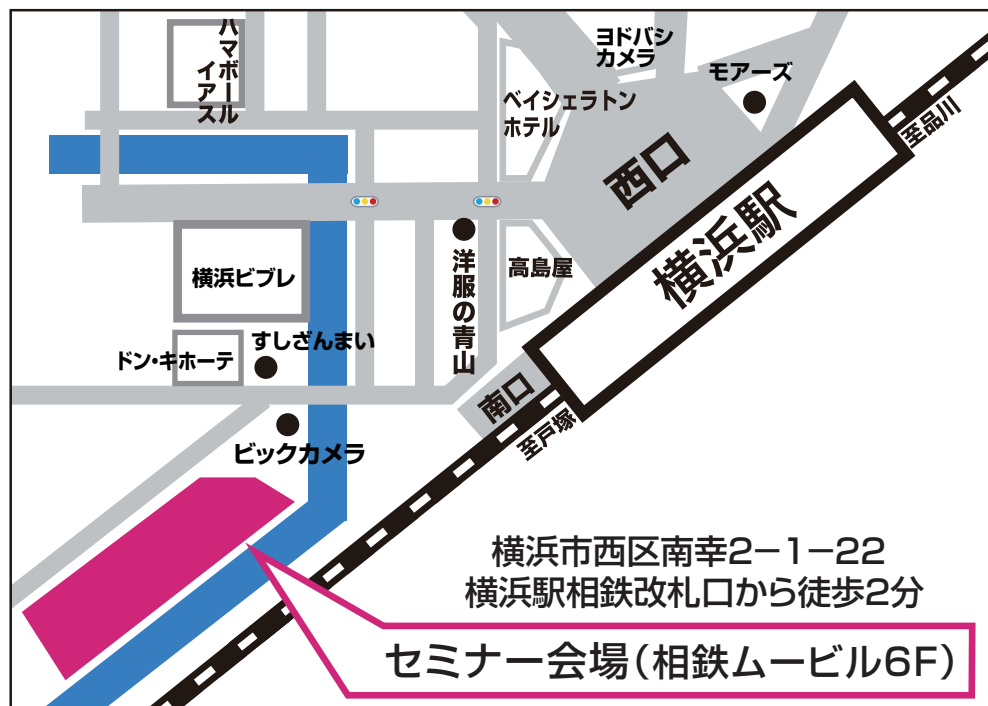 ハマボール
イアス
ヨドバシ
カメラ
モアーズ
ベイシェラトン
ホテル
至品川
西口
横浜駅
横浜ビブレ
洋服の青山
高島屋
すしざんまい
ドン・キホーテ
南口
至戸塚
ビックカメラ
横浜市西区南幸2−1−22
横浜駅相鉄改札口から徒歩2分
セミナー会場(相鉄ムービル6F)